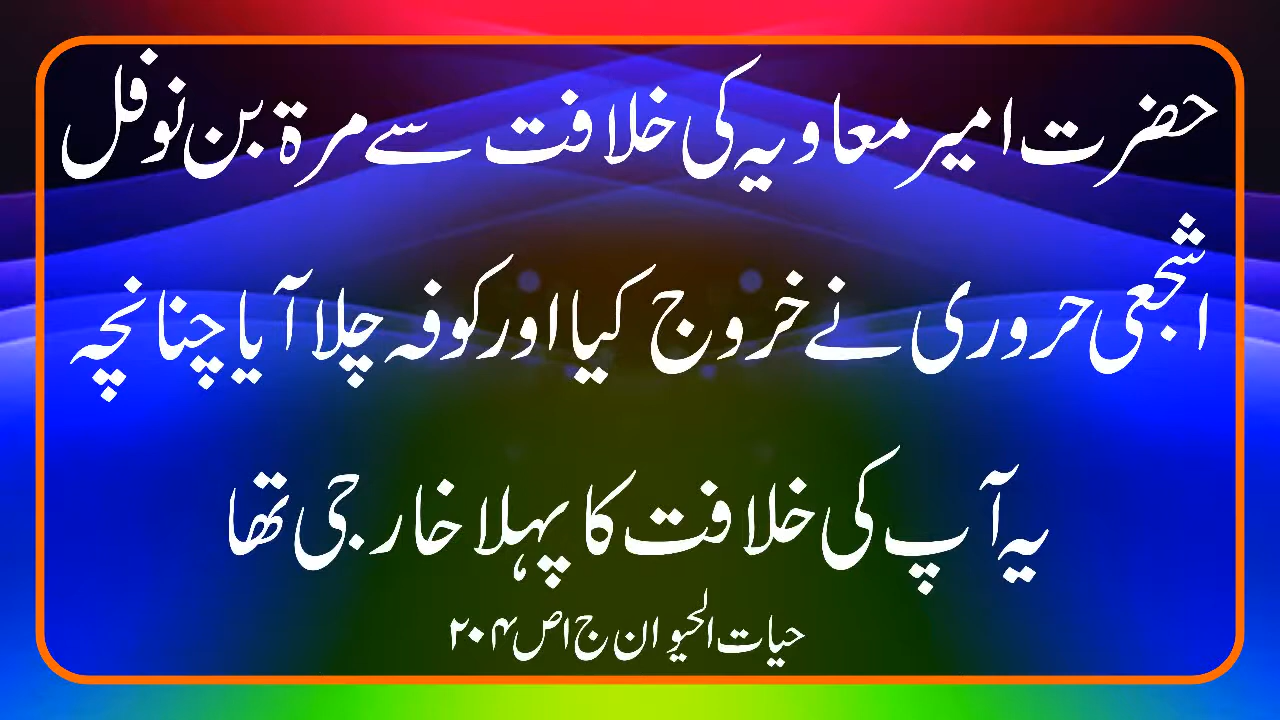 حضرت امیر معاویہ کی خلافت سے مرۃ بن نوفل
اشجعی حروری نے خروج کیا اور کوفہ چلا آیا چنانچہ
یہ آپ کی خلافت کا پہلا خارجی تھا
حیات الحیوان ج ا ص ۲۰۴